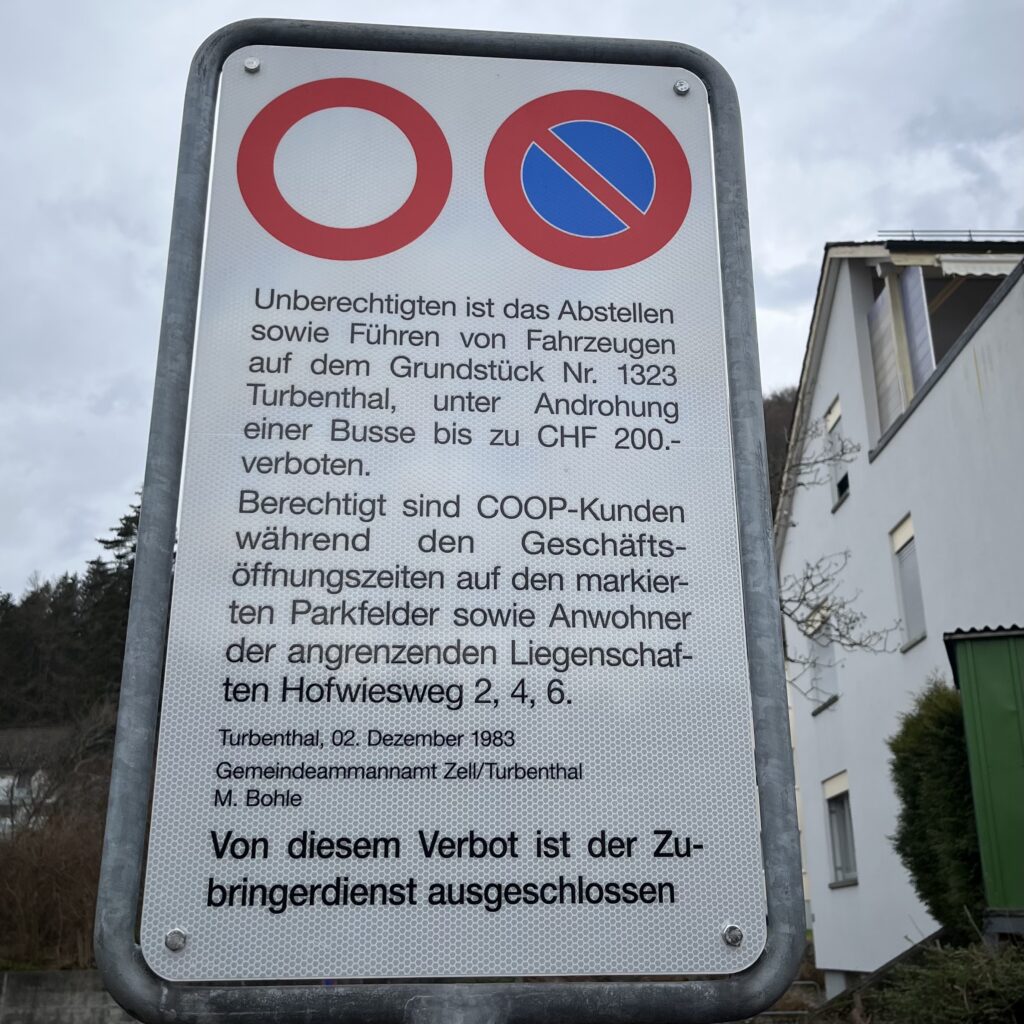 Unberechtigten ist das Abstellen
sowie Führen von Fahrzeugen
auf dem Grundstück Nr. 1323
Turbenthal, unter Androhung
einer Busse bis zu CHF 200.-
verboten.
Berechtigt sind COOP-Kunden
während den Geschäfts-
öffnungszeiten auf den markier-
ten Parkfelder sowie Anwohner
der angrenzenden Liegenschaf-
ten Hofwiesweg 2, 4, 6.
Turbenthal, 02. Dezember 1983
Gemeindeammannamt Zell/Turbenthal
M. Bohle
Von diesem Verbot ist der Zu-
bringerdienst ausgeschlossen